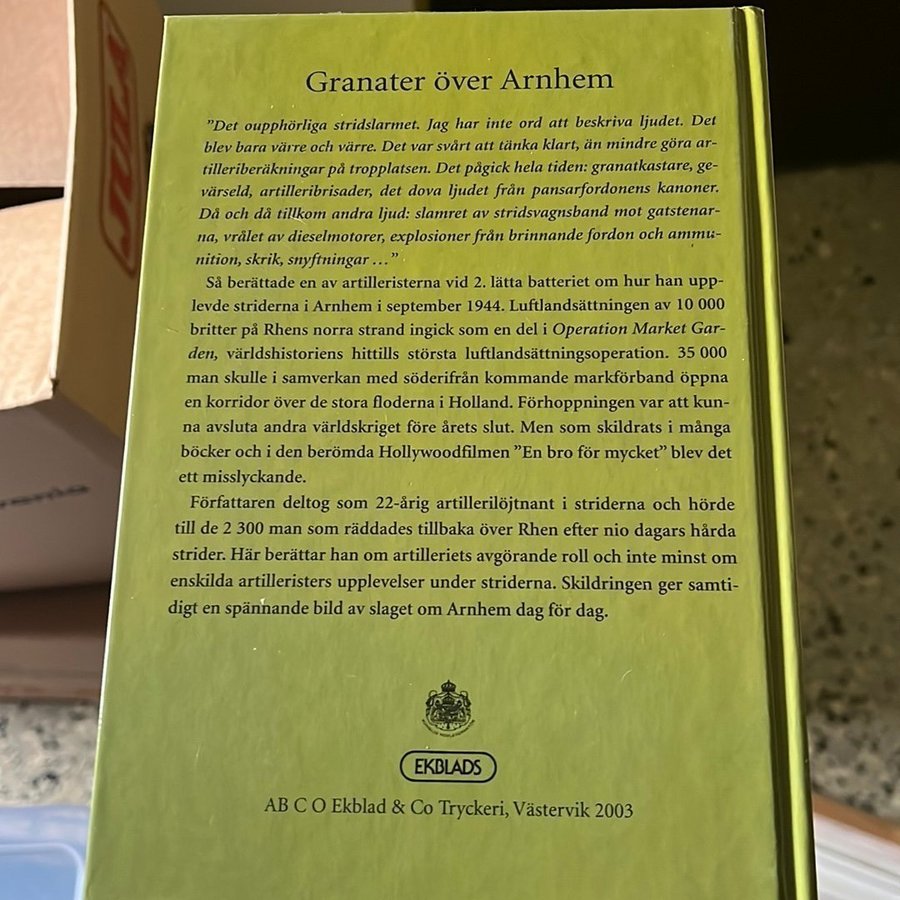 Granater över Arnhem
”Det oupphörliga stridslarmet. Jag har inte ord att beskriva ljudet. Det
blev bara värre och värre. Det var svårt att tänka klart, än mindre göra ar-
tilleriberäkningar på tropplatsen. Det pågick hela tiden: granatkastare, ge-
värseld, artilleribrisader, det dova ljudet från pansarfordonens kanoner.
Då och då tillkom andra ljud: slamret av stridsvagnsband mot gatstenar-
na, vrålet av dieselmotorer, explosioner från brinnande fordon och ammu-
nition, skrik, snyftningar …”
Så berättade en av artilleristerna vid 2. lätta batteriet om hur han upp-
levde striderna i Arnhem i september 1944. Luftlandsättningen av 10 000
britter på Rhens norra strand ingick som en del i Operation Market Gar-
den, världshistoriens hittills största luftlandsättningsoperation. 35 000
man skulle i samverkan med söderifrån kommande markförband öppna
en korridor över de stora floderna i Holland. Förhoppningen var att kun-
na avsluta andra världskriget före årets slut. Men som skildrats i många
böcker och i den berömda Hollywoodfilmen ”En bro för mycket” blev det
ett misslyckande.
Författaren deltog som 22-årig artillerilöjtnant i striderna och hörde
till de 2 300 man som räddades tillbaka över Rhen efter nio dagars hårda
strider. Här berättar han om artilleriets avgörande roll och inte minst om
enskilda artilleristers upplevelser under striderna. Skildringen ger samti-
digt en spännande bild av slaget om Arnhem dag för dag.
EKBLADS
AB C O Ekblad & Co Tryckeri, Västervik 2003
JULA